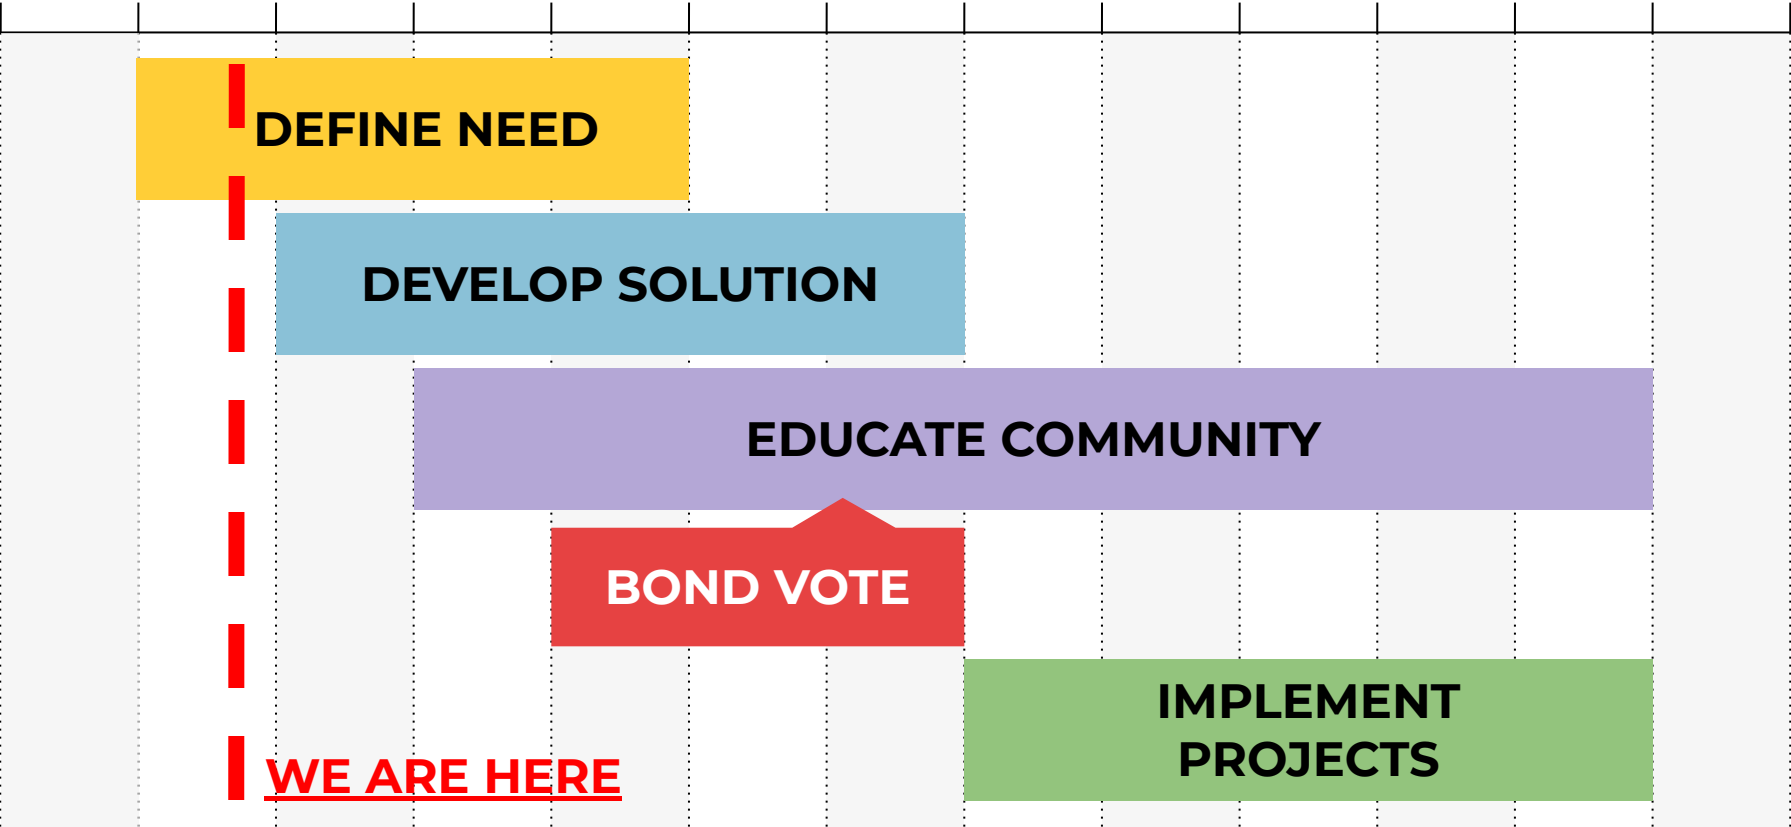 DEFINE NEED
DEVELOP SOLUTION
EDUCATE COMMUNITY
BOND VOTE
IMPLEMENT
PROJECTS
WE ARE HERE